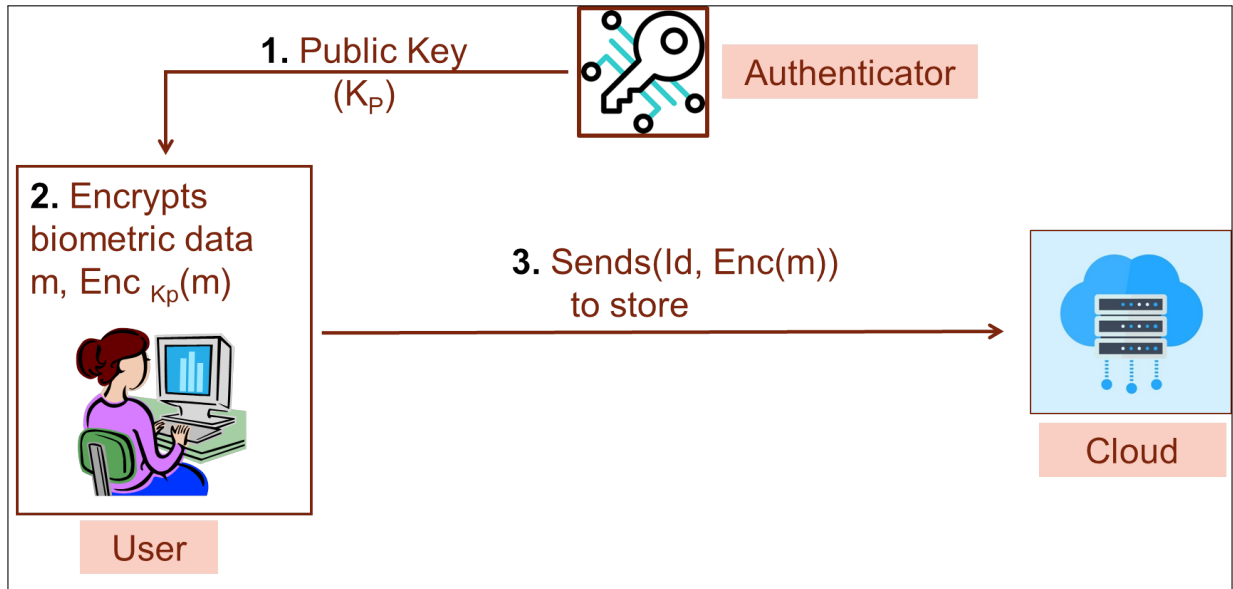 1. Public Key
(KP)
Authenticator
2. Encrypts
biometric data
m, Enc Kp(m)
3. Sends(Id, Enc(m))
to store
Cloud
User